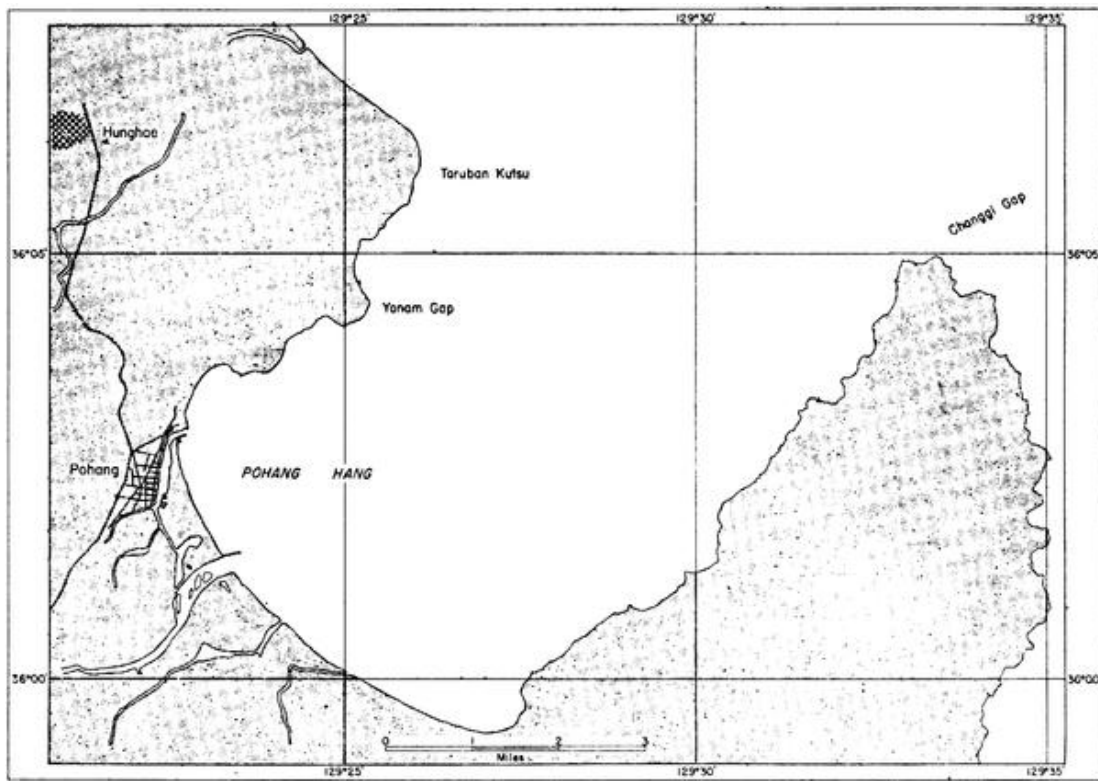 129°25'
129°30'
129°35'
Hunghae
Toruban Kutsu
Changgi Gap
36°05'
36°05'
Yonam Gap
Pohang
POHANG HANG
36°00'
36°00'
0 1 2 3
Miles
129°25'
129°30'
129°35'